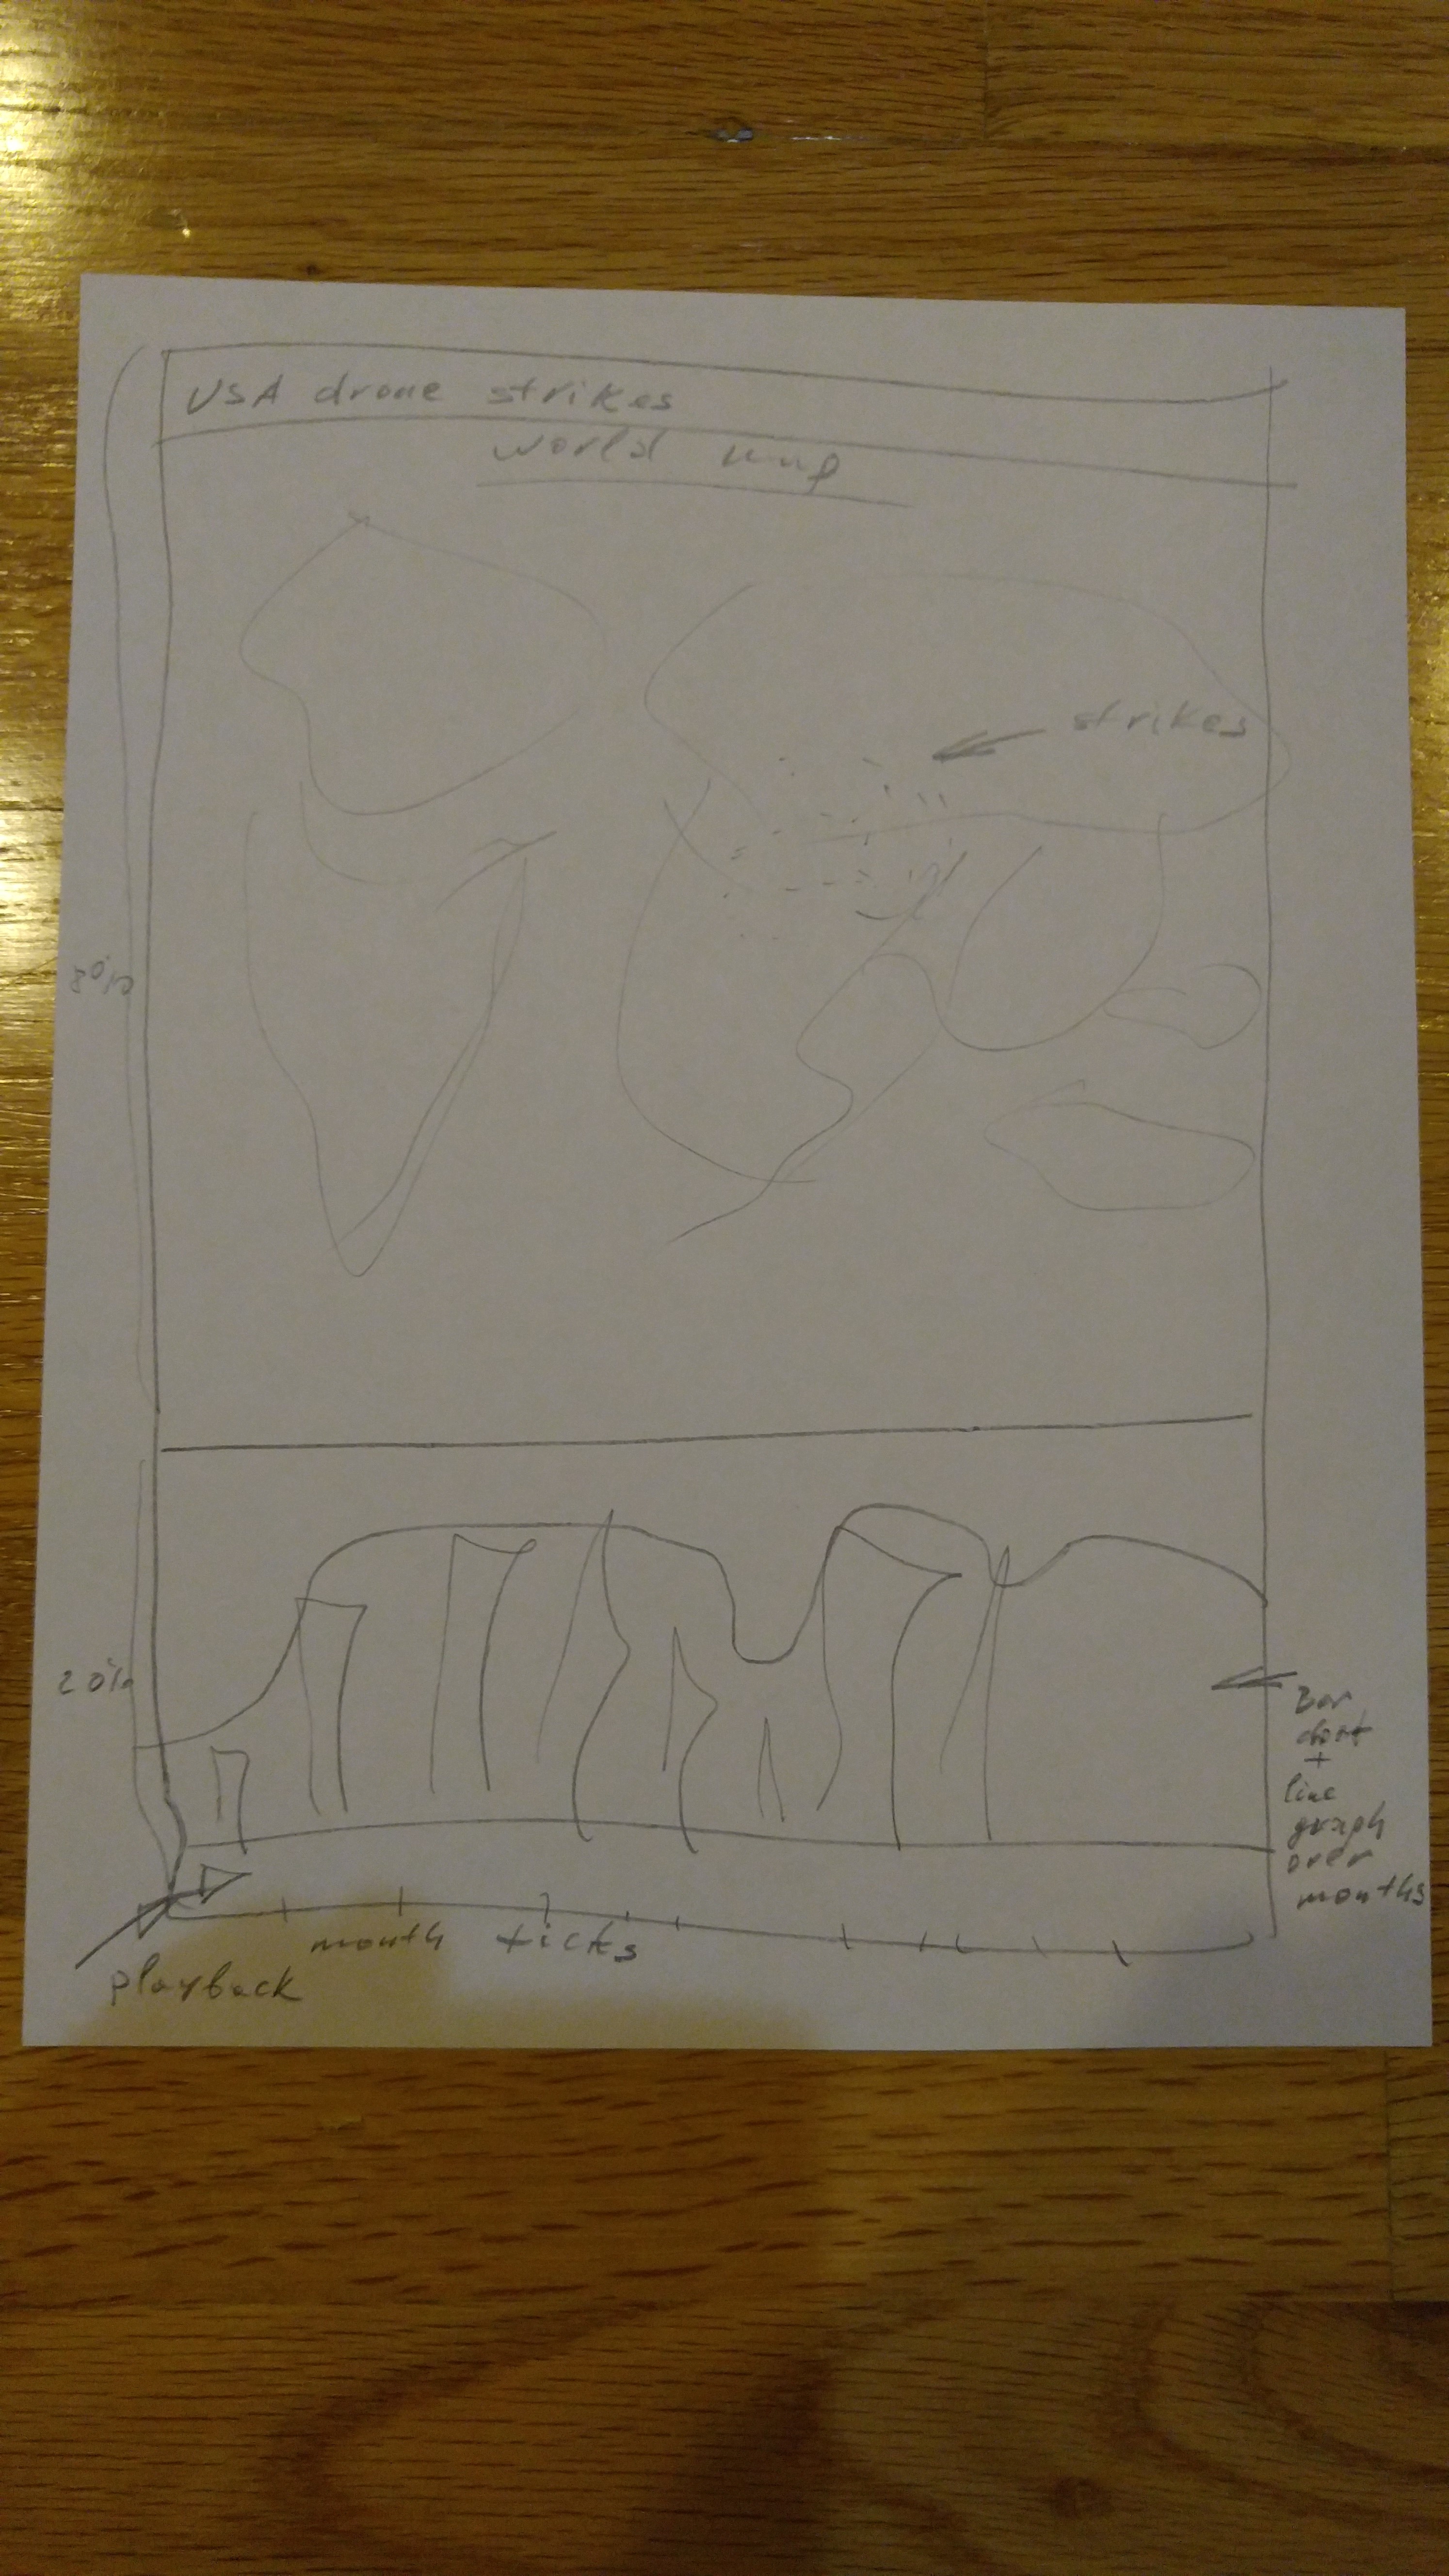 USA drone strikes
world map
strikes
80%
20%
Bar
chart
+
line
graph
over
months
month ticks
playback